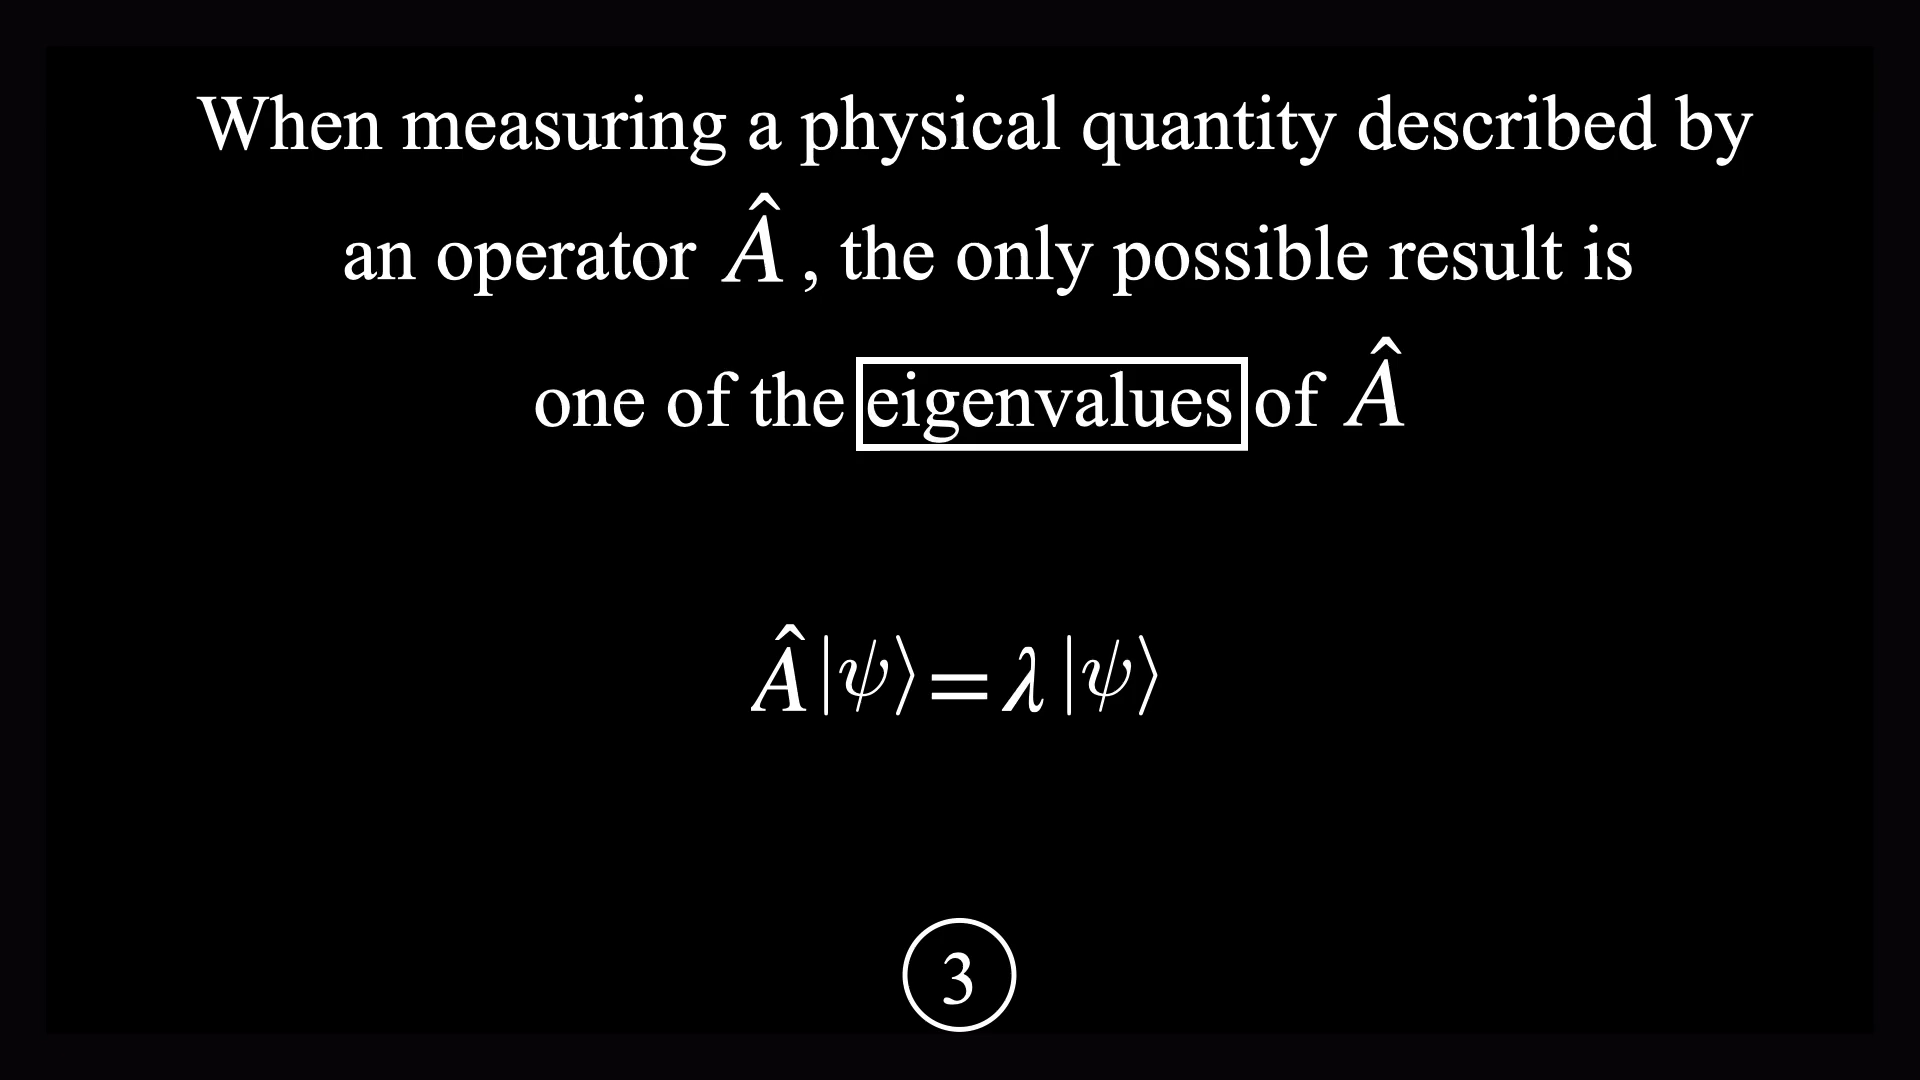 When measuring a physical quantity described by
an operator Â , the only possible result is
one of the eigenvalues of Â
Â|ψ⟩=λ|ψ⟩
3